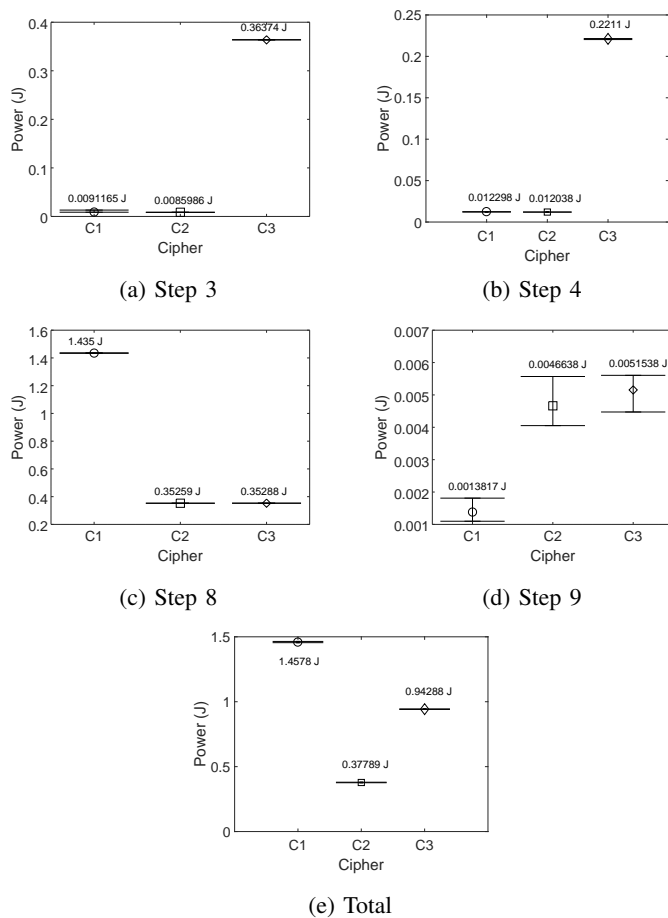 0.4
0.3
0.2
0.1
0
Power (J)
0.0091165 J
0.0085986 J
0.36374 J
C1 C2 C3
Cipher
(a) Step 3
0.25
0.2
0.15
0.1
0.05
0
Power (J)
0.012298 J
0.012038 J
0.2211 J
C1 C2 C3
Cipher
(b) Step 4
1.6
1.4
1.2
1
0.8
0.6
0.4
0.2
Power (J)
1.435 J
0.35259 J
0.35288 J
C1 C2 C3
Cipher
(c) Step 8
0.007
0.006
0.005
0.004
0.003
0.002
0.001
Power (J)
0.0013817 J
0.0046638 J
0.0051538 J
C1 C2 C3
Cipher
(d) Step 9
1.5
1
0.5
0
Power (J)
1.4578 J
0.37789 J
0.94288 J
C1 C2 C3
Cipher
(e) Total